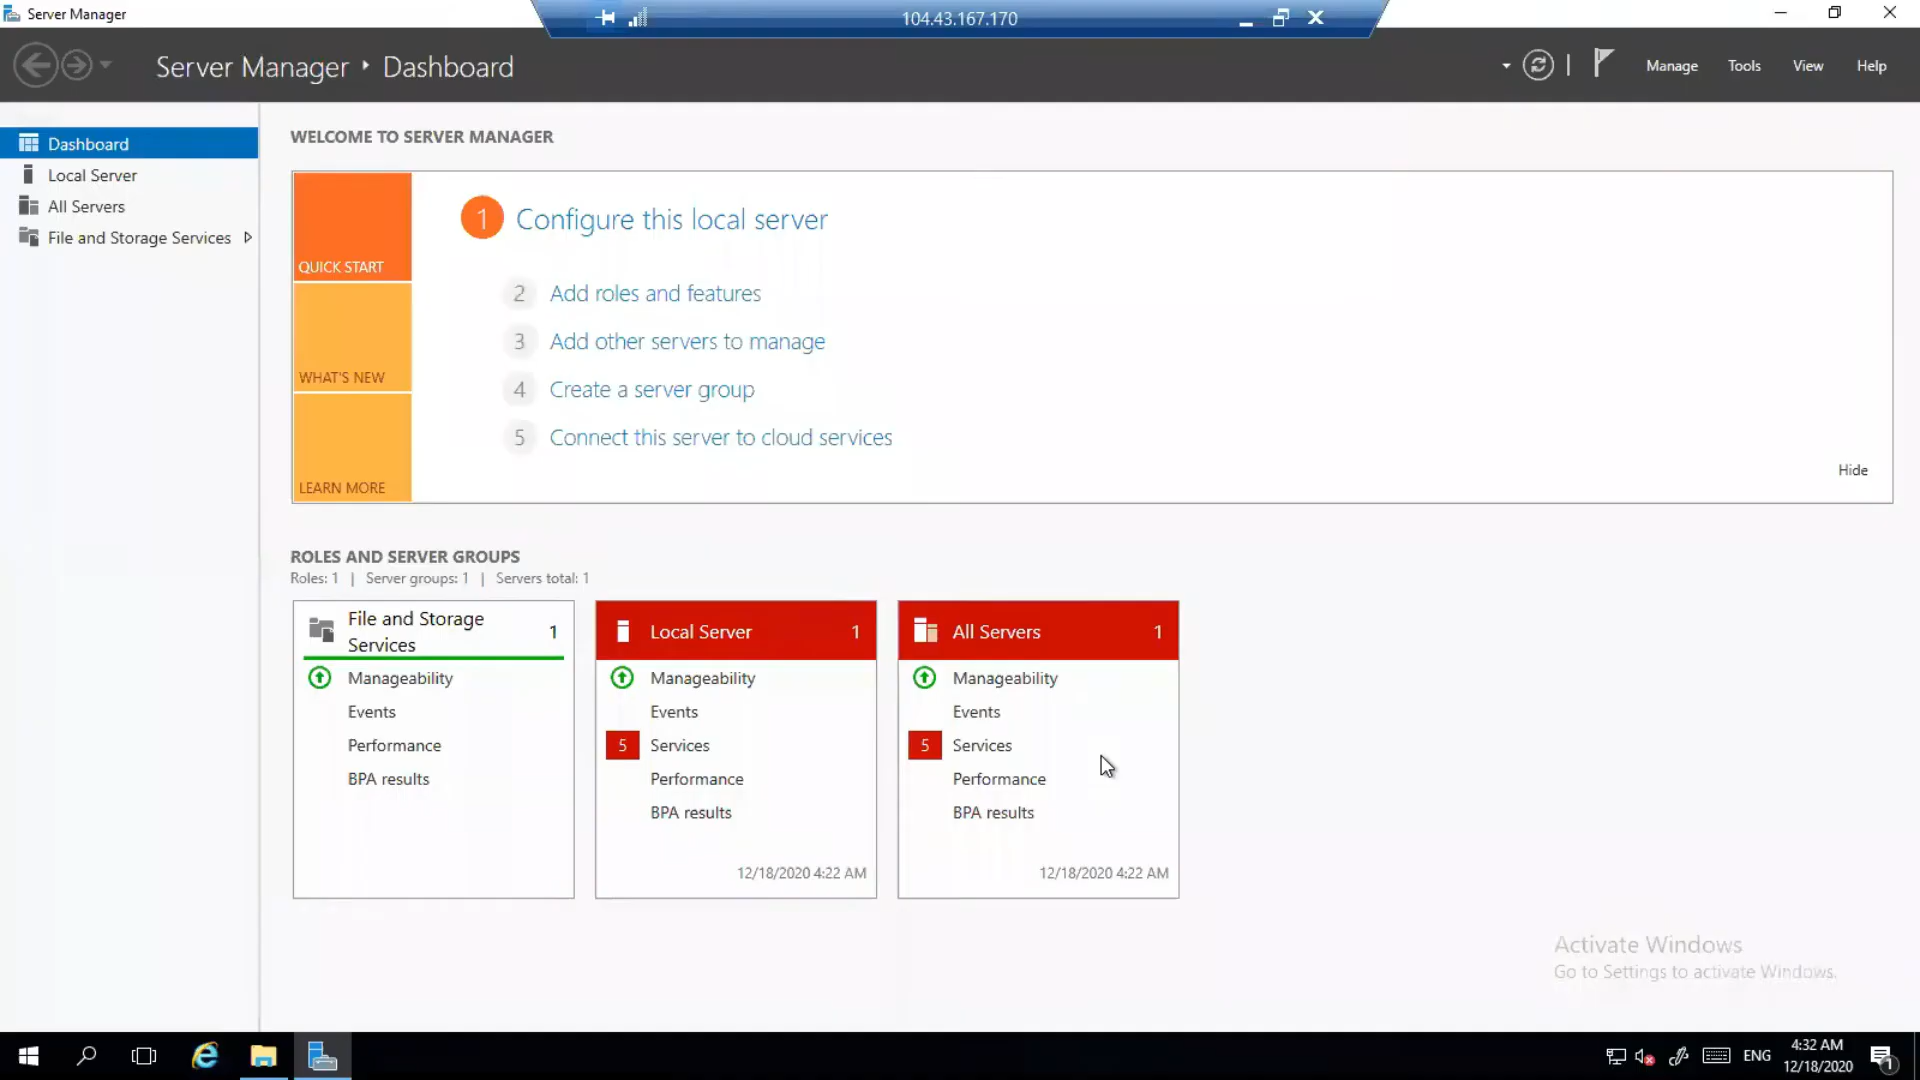 Server Manager
104.43.167.170
Server Manager ‣ Dashboard
Manage Tools View Help
Dashboard
Local Server
All Servers
File and Storage Services
WELCOME TO SERVER MANAGER
QUICK START
WHAT'S NEW
LEARN MORE
1 Configure this local server
2 Add roles and features
3 Add other servers to manage
4 Create a server group
5 Connect this server to cloud services
Hide
ROLES AND SERVER GROUPS
Roles: 1 | Server groups: 1 | Servers total: 1
File and Storage
Services 1
Manageability
Events
Performance
BPA results
Local Server 1
Manageability
Events
5 Services
Performance
BPA results
12/18/2020 4:22 AM
All Servers 1
Manageability
Events
5 Services
Performance
BPA results
12/18/2020 4:22 AM
Activate Windows
Go to Settings to activate Windows.
ENG
4:32 AM
12/18/2020
1